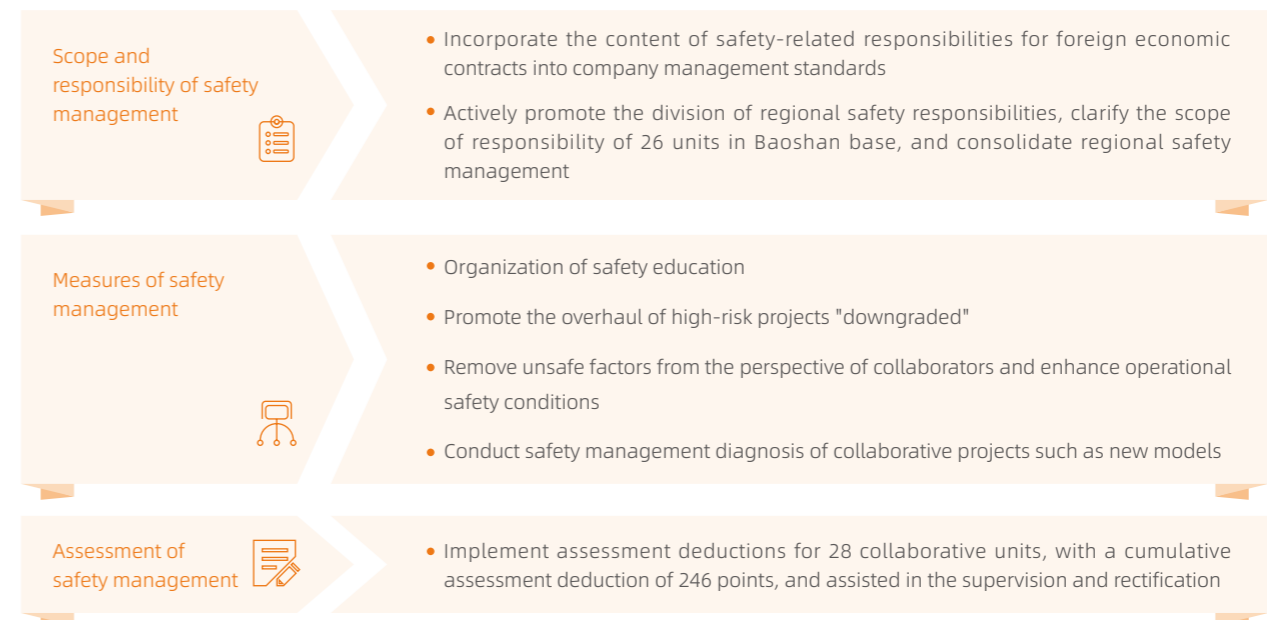 Scope and
responsibility of safety
management
• Incorporate the content of safety-related responsibilities for foreign economic
contracts into company management standards
• Actively promote the division of regional safety responsibilities, clarify the scope
of responsibility of 26 units in Baoshan base, and consolidate regional safety
management
Measures of safety
management
• Organization of safety education
• Promote the overhaul of high-risk projects "downgraded"
• Remove unsafe factors from the perspective of collaborators and enhance operational
safety conditions
• Conduct safety management diagnosis of collaborative projects such as new models
Assessment of
safety management
• Implement assessment deductions for 28 collaborative units, with a cumulative
assessment deduction of 246 points, and assisted in the supervision and rectification